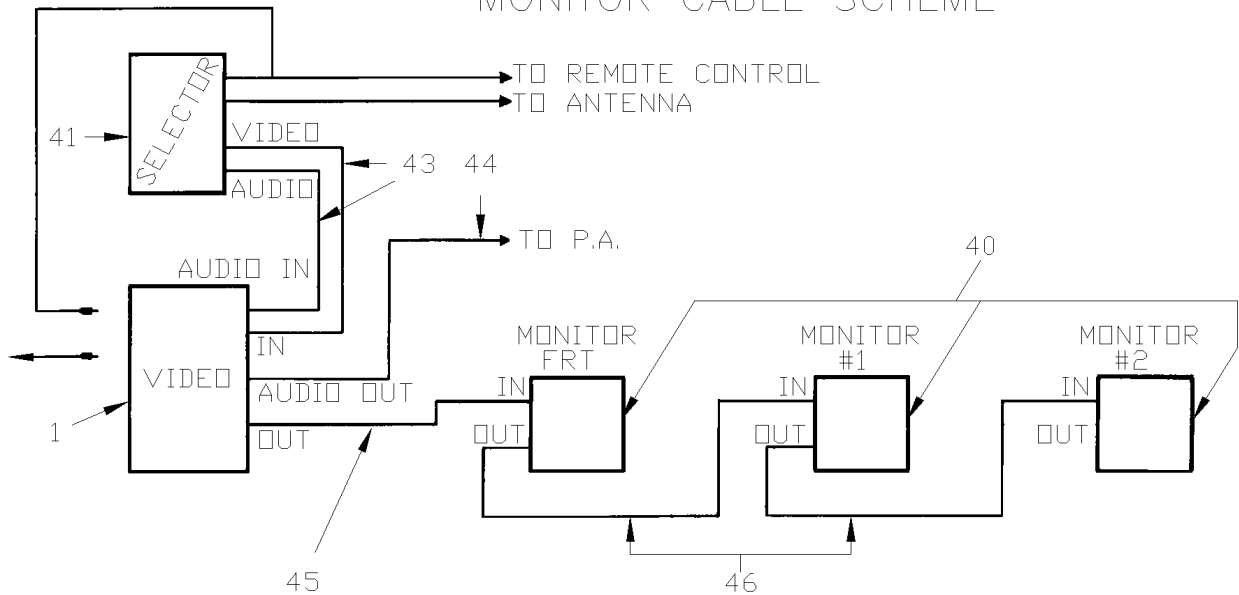 MONITOR CABLE SCHEME
TO REMOTE CONTROL
TO ANTENNA
SELECTOR
41
VIDEO
43 44
AUDIO
TO P.A.
AUDIO IN
40
IN
VIDEO
AUDIO OUT
OUT
1
MONITOR
FRT
IN
OUT
MONITOR
#1
IN
OUT
MONITOR
#2
IN
OUT
45
46